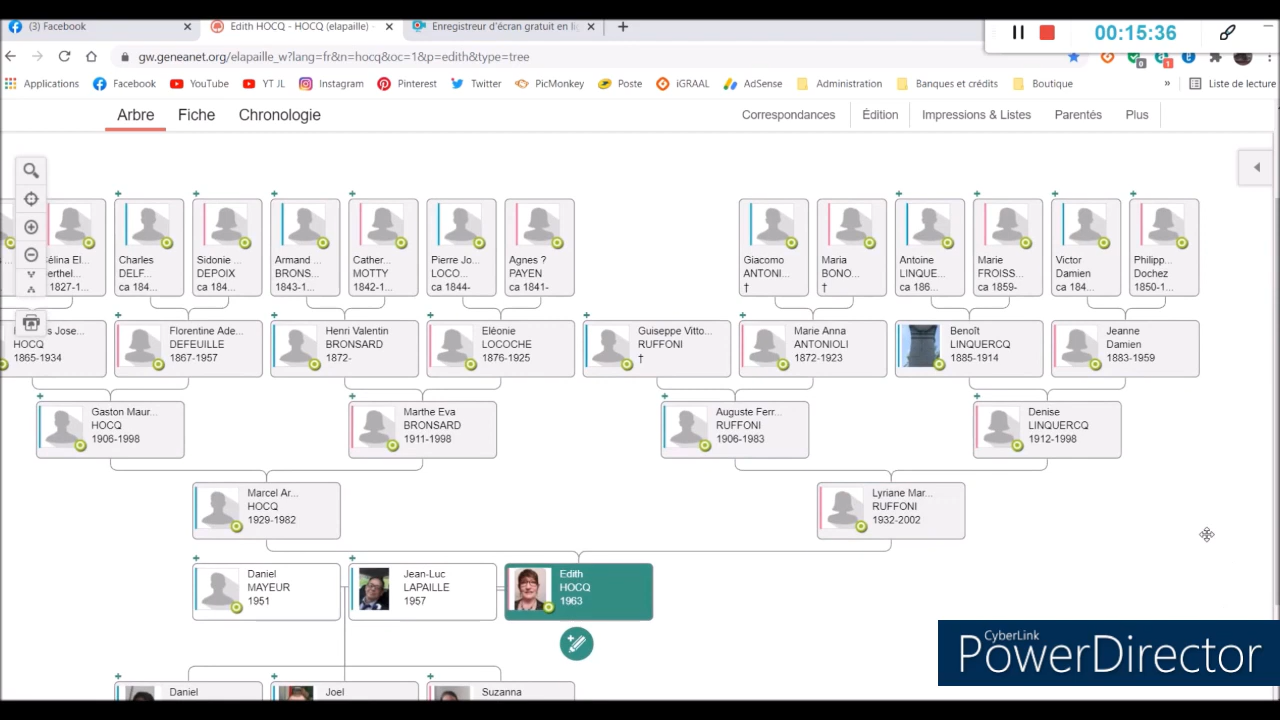 (3) Facebook
Edith HOCQ - HOCQ (elapaille) -
Enregistreur d'écran gratuit en li
00:15:36
gw.geneanet.org/elapaille_w?lang=fr&n=hocq&oc=1&p=edith&type=tree
Applications Facebook YouTube YT JL Instagram Pinterest Twitter PicMonkey Poste iGRAAL AdSense Administration Banques et crédits Boutique » Liste de lecture
Arbre Fiche Chronologie Correspondances Édition Impressions & Listes Parentés Plus
élina El...
erthel...
1827-1...
Charles
DELF...
ca 184...
Sidonie ...
DEPOIX
ca 184...
Armand ...
BRONS...
1843-1...
Cather...
MOTTY
1842-1...
Pierre Jo...
LOCO...
ca 1844-
Agnes ?
PAYEN
ca 1841-
Giacomo
ANTONI...
†
Maria
BONO...
†
Antoine
LINQUE...
ca 186...
Marie
FROISS...
ca 1859-
Victor
Damien
ca 184...
Philipp...
Dochez
1850-1...
s Jose...
HOCQ
1865-1934
Florentine Ade...
DEFEUILLE
1867-1957
Henri Valentin
BRONSARD
1872-
Eléonie
LOCOCHE
1876-1925
Guiseppe Vitto...
RUFFONI
†
Marie Anna
ANTONIOLI
1872-1923
Benoît
LINQUERCQ
1885-1914
Jeanne
Damien
1883-1959
Gaston Maur...
HOCQ
1906-1998
Marthe Eva
BRONSARD
1911-1998
Auguste Ferr...
RUFFONI
1906-1983
Denise
LINQUERCQ
1912-1998
Marcel Ar...
HOCQ
1929-1982
Lyriane Mar...
RUFFONI
1932-2002
Daniel
MAYEUR
1951
Jean-Luc
LAPAILLE
1957
Edith
HOCQ
1963
Daniel
Joel
Suzanna
CyberLink
PowerDirector